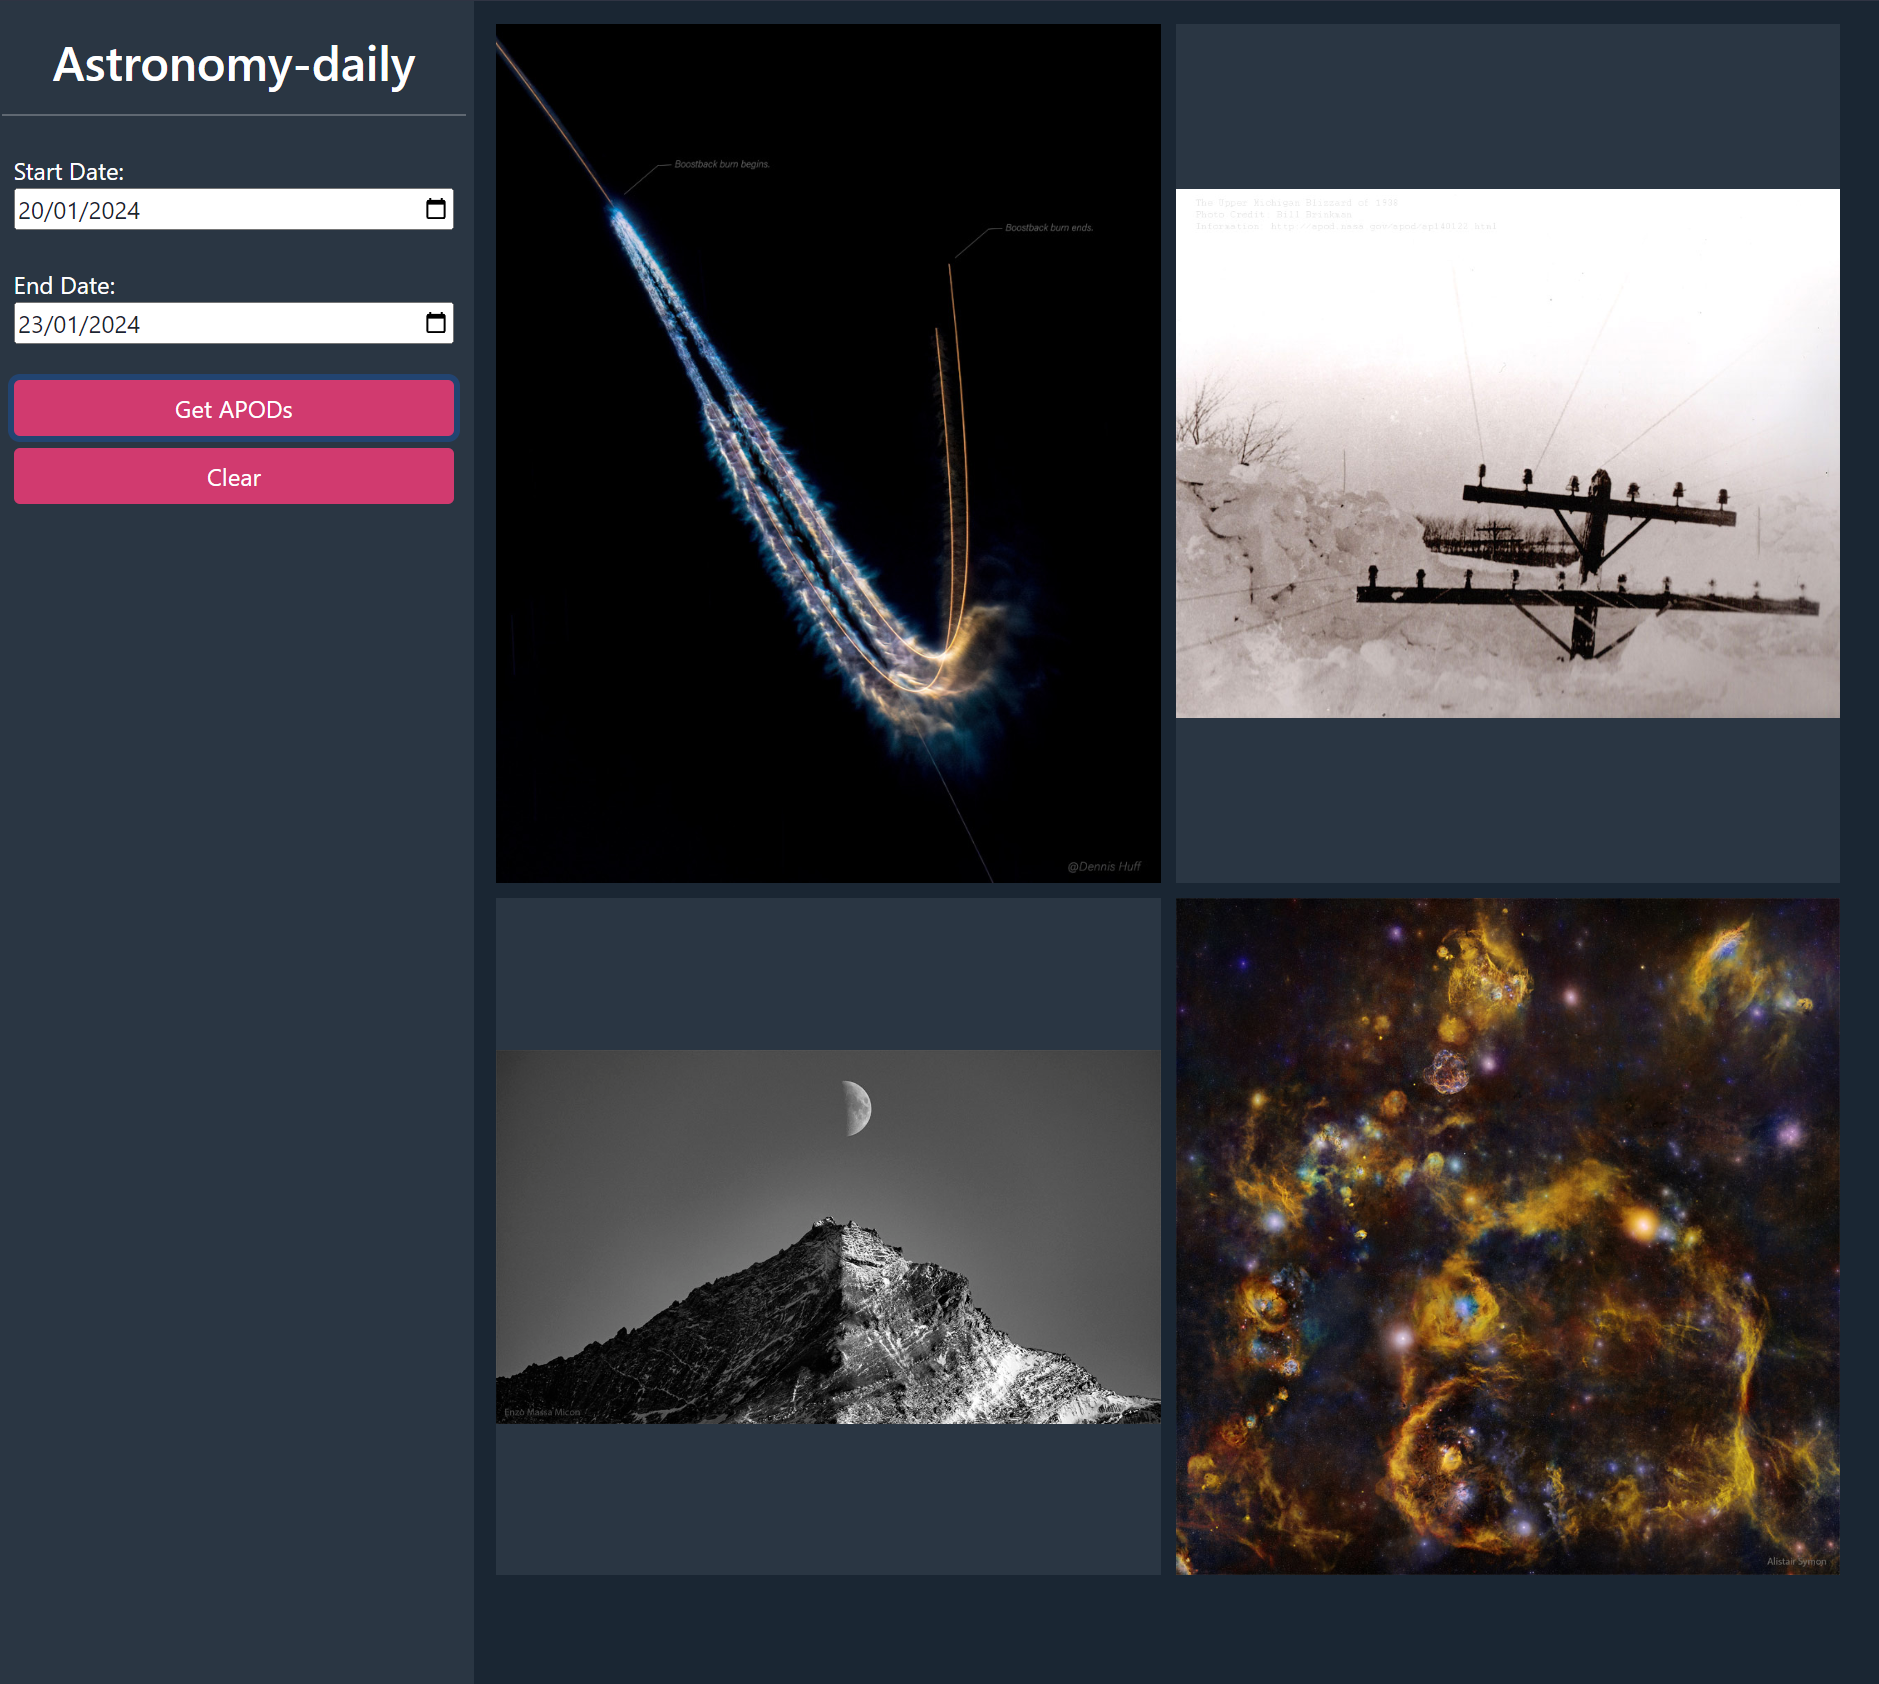 Astronomy-daily
Start Date:
20/01/2024
End Date:
23/01/2024
Get APODs
Clear
Boostback burn begins.
Boostback burn ends.
@Dennis Huff
The Upper Michigan Blizzard of 1938
Photo Credit: Bill Brinkman
Information: http://apod.nasa.gov/apod/ap140122.html
Enzo Massa Micon
Alistair Symon